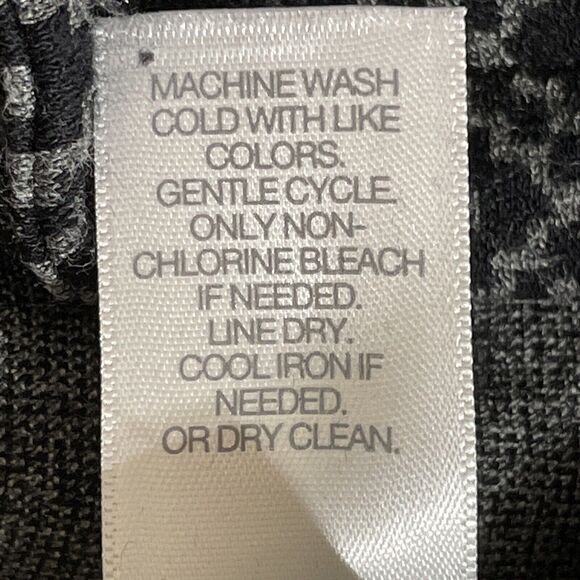 MACHINE WASH
COLD WITH LIKE
COLORS.
GENTLE CYCLE.
ONLY NON-
CHLORINE BLEACH
IF NEEDED.
LINE DRY.
COOL IRON IF
NEEDED.
OR DRY CLEAN.